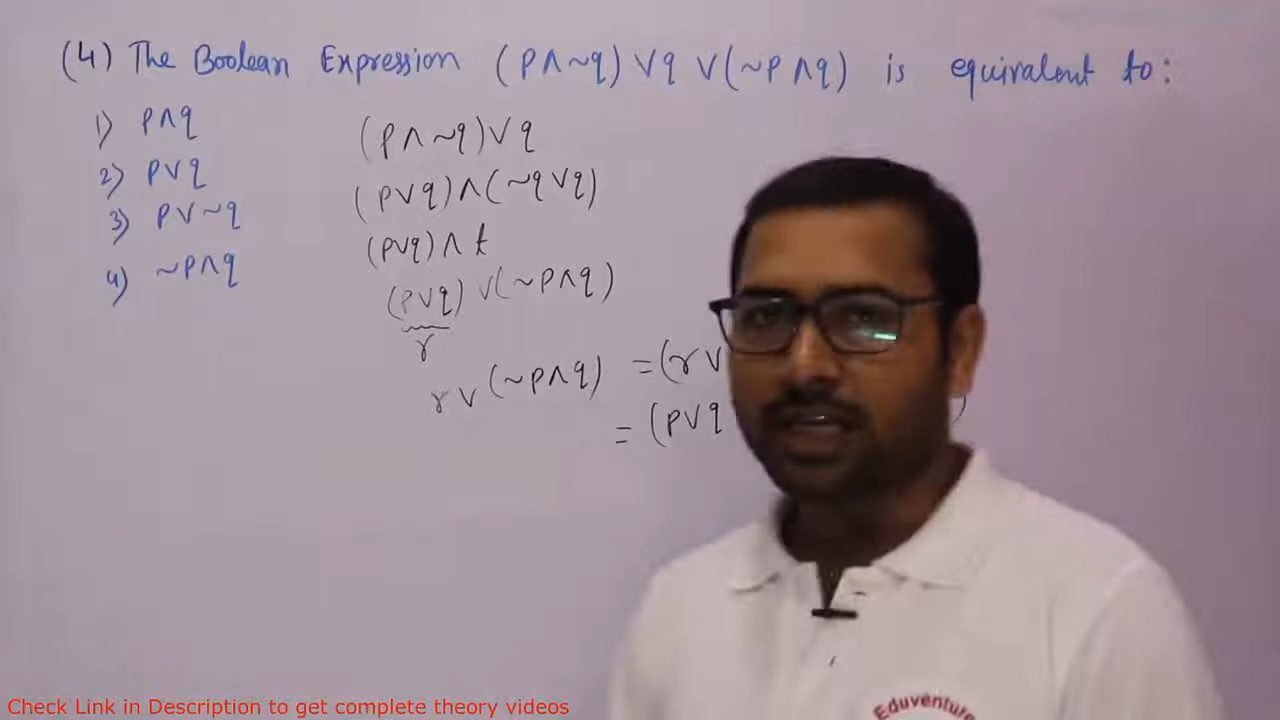 (4) The Boolean Expression (p∧~q)∨q∨(~p∧q) is equivalent to:
1) p∧q
2) p∨q
3) p∨~q
4) ~p∧q
(p∧~q)∨q
(p∨q)∧(~q∨q)
(p∨q)∧t
(p∨q)∨(~p∧q)
r
r∨(~p∧q) =(r∨
)
= (p∨q
Eduventure
Check Link in Description to get complete theory videos